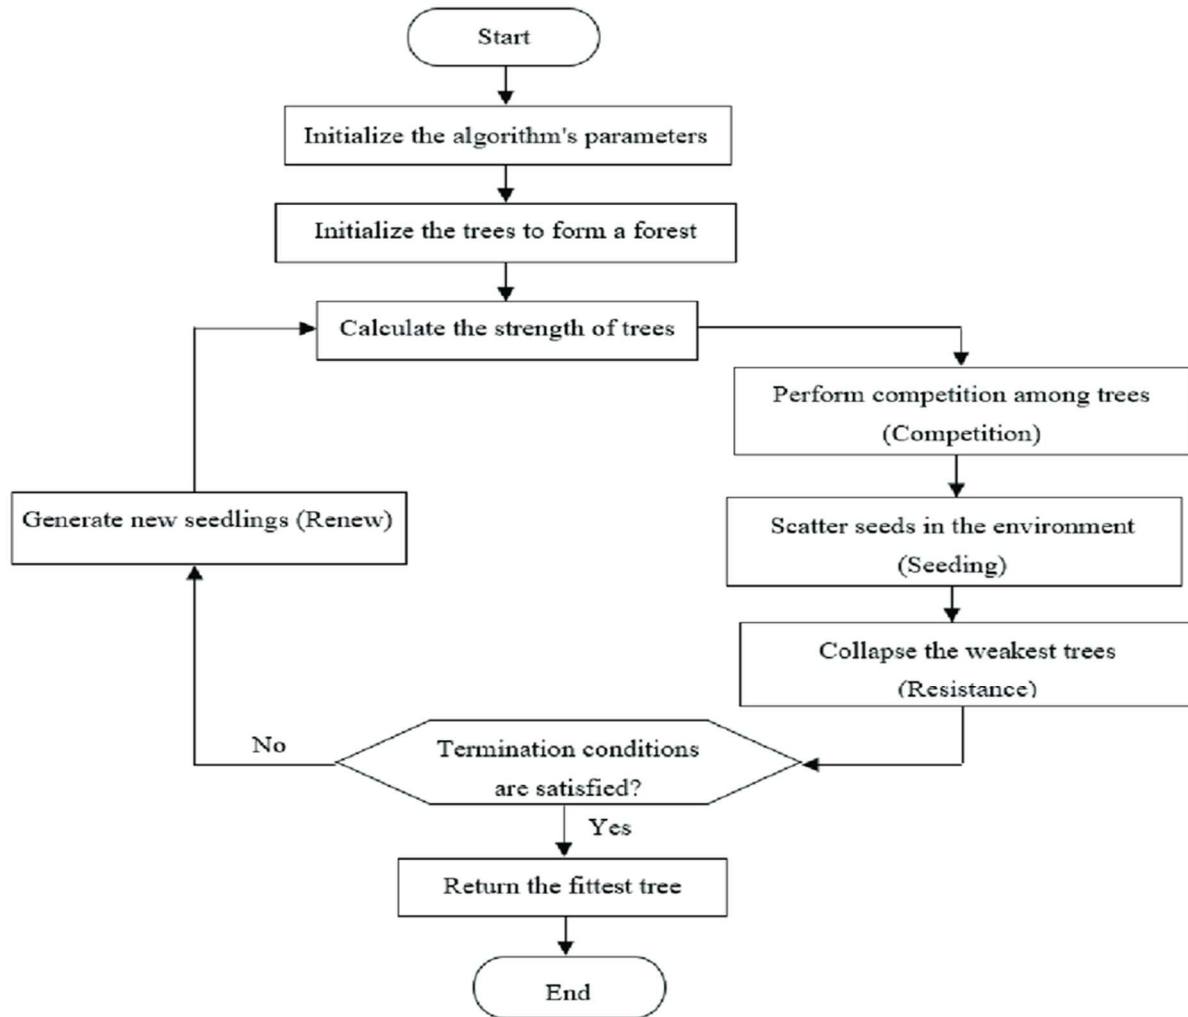 Start
Initialize the algorithm's parameters
Initialize the trees to form a forest
Calculate the strength of trees
Perform competition among trees
(Competition)
Generate new seedlings (Renew)
Scatter seeds in the environment
(Seeding)
Collapse the weakest trees
(Resistance)
No
Termination conditions
are satisfied?
Yes
Return the fittest tree
End